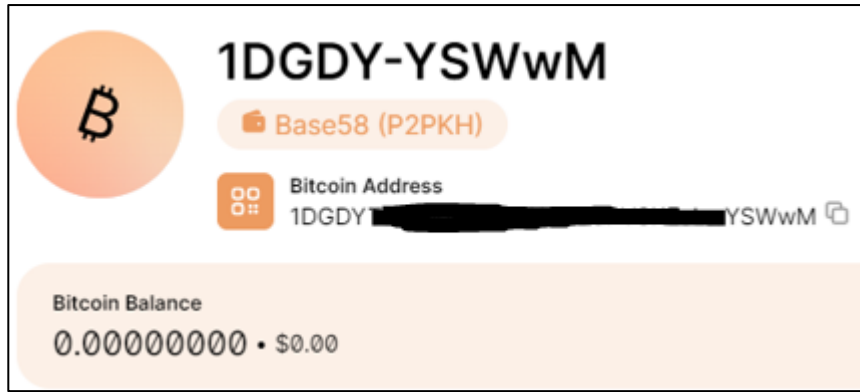 1DGDY-YSWwM
Base58 (P2PKH)
Bitcoin Address
1DGDY YSWwM
Bitcoin Balance
0.00000000 • $0.00